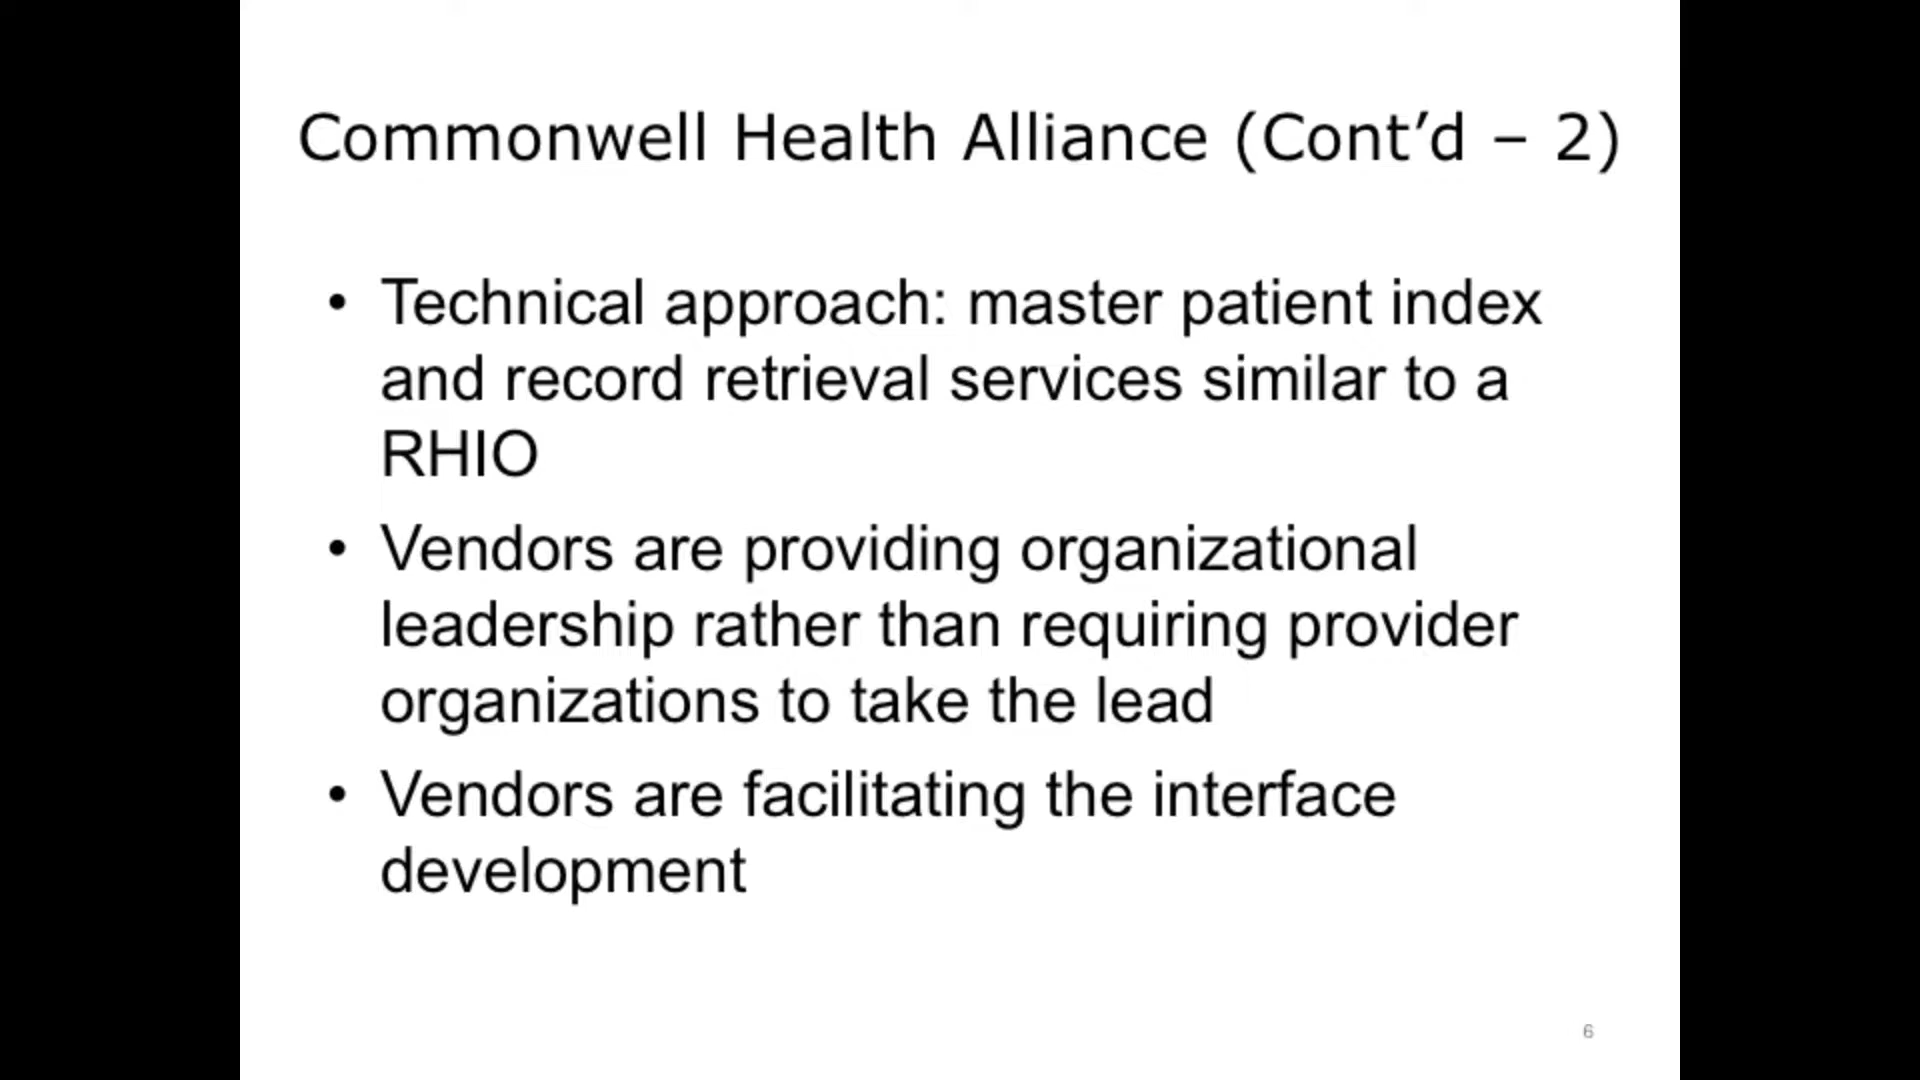 Commonwell Health Alliance (Cont’d – 2)
• Technical approach: master patient index
and record retrieval services similar to a
RHIO
• Vendors are providing organizational
leadership rather than requiring provider
organizations to take the lead
• Vendors are facilitating the interface
development
6